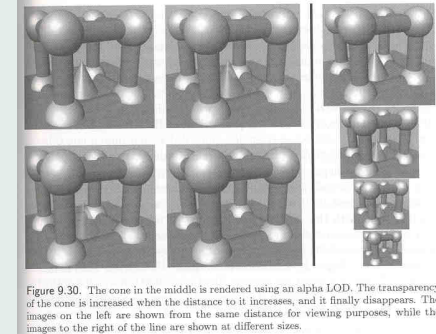 Figure 9.30. The cone in the middle is rendered using an alpha LOD. The transparency
of the cone is increased when the distance to it increases, and it finally disappears. The
images on the left are shown from the same distance for viewing purposes, while th
images to the right of the line are shown at different sizes.